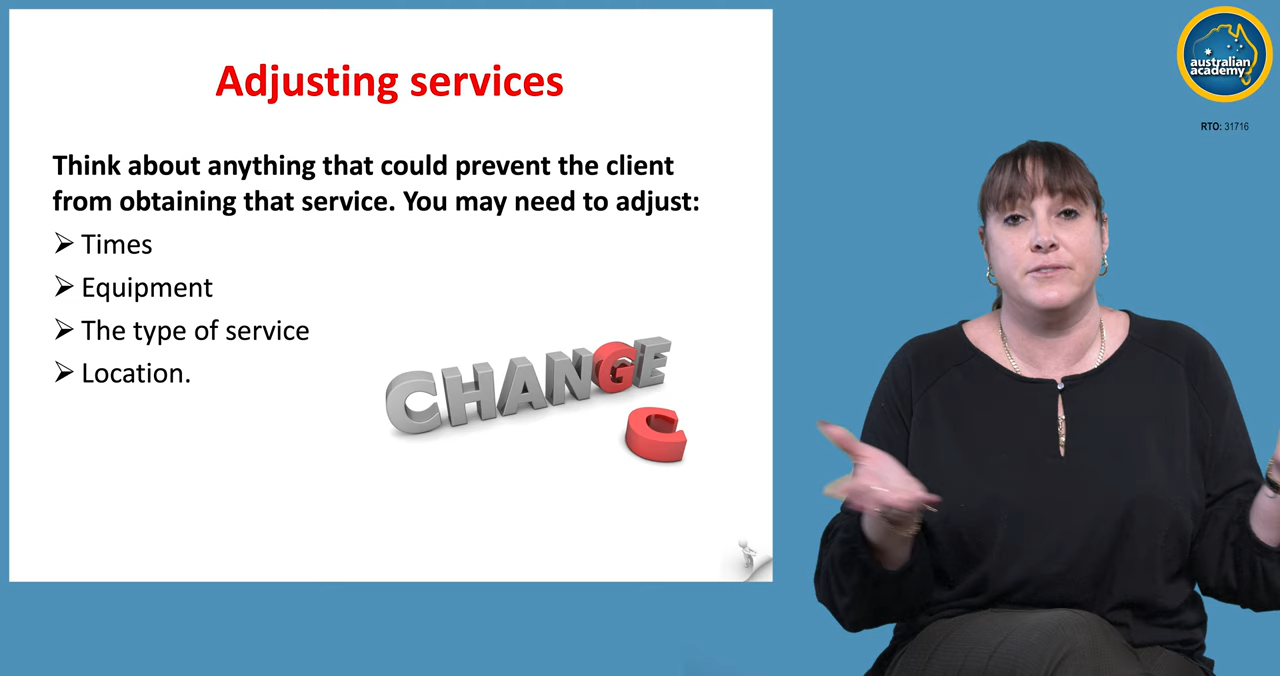 Adjusting services
Think about anything that could prevent the client
from obtaining that service. You may need to adjust:
➢ Times
➢ Equipment
➢ The type of service
➢ Location.
CHANGE
C
australian
academy
RTO: 31716